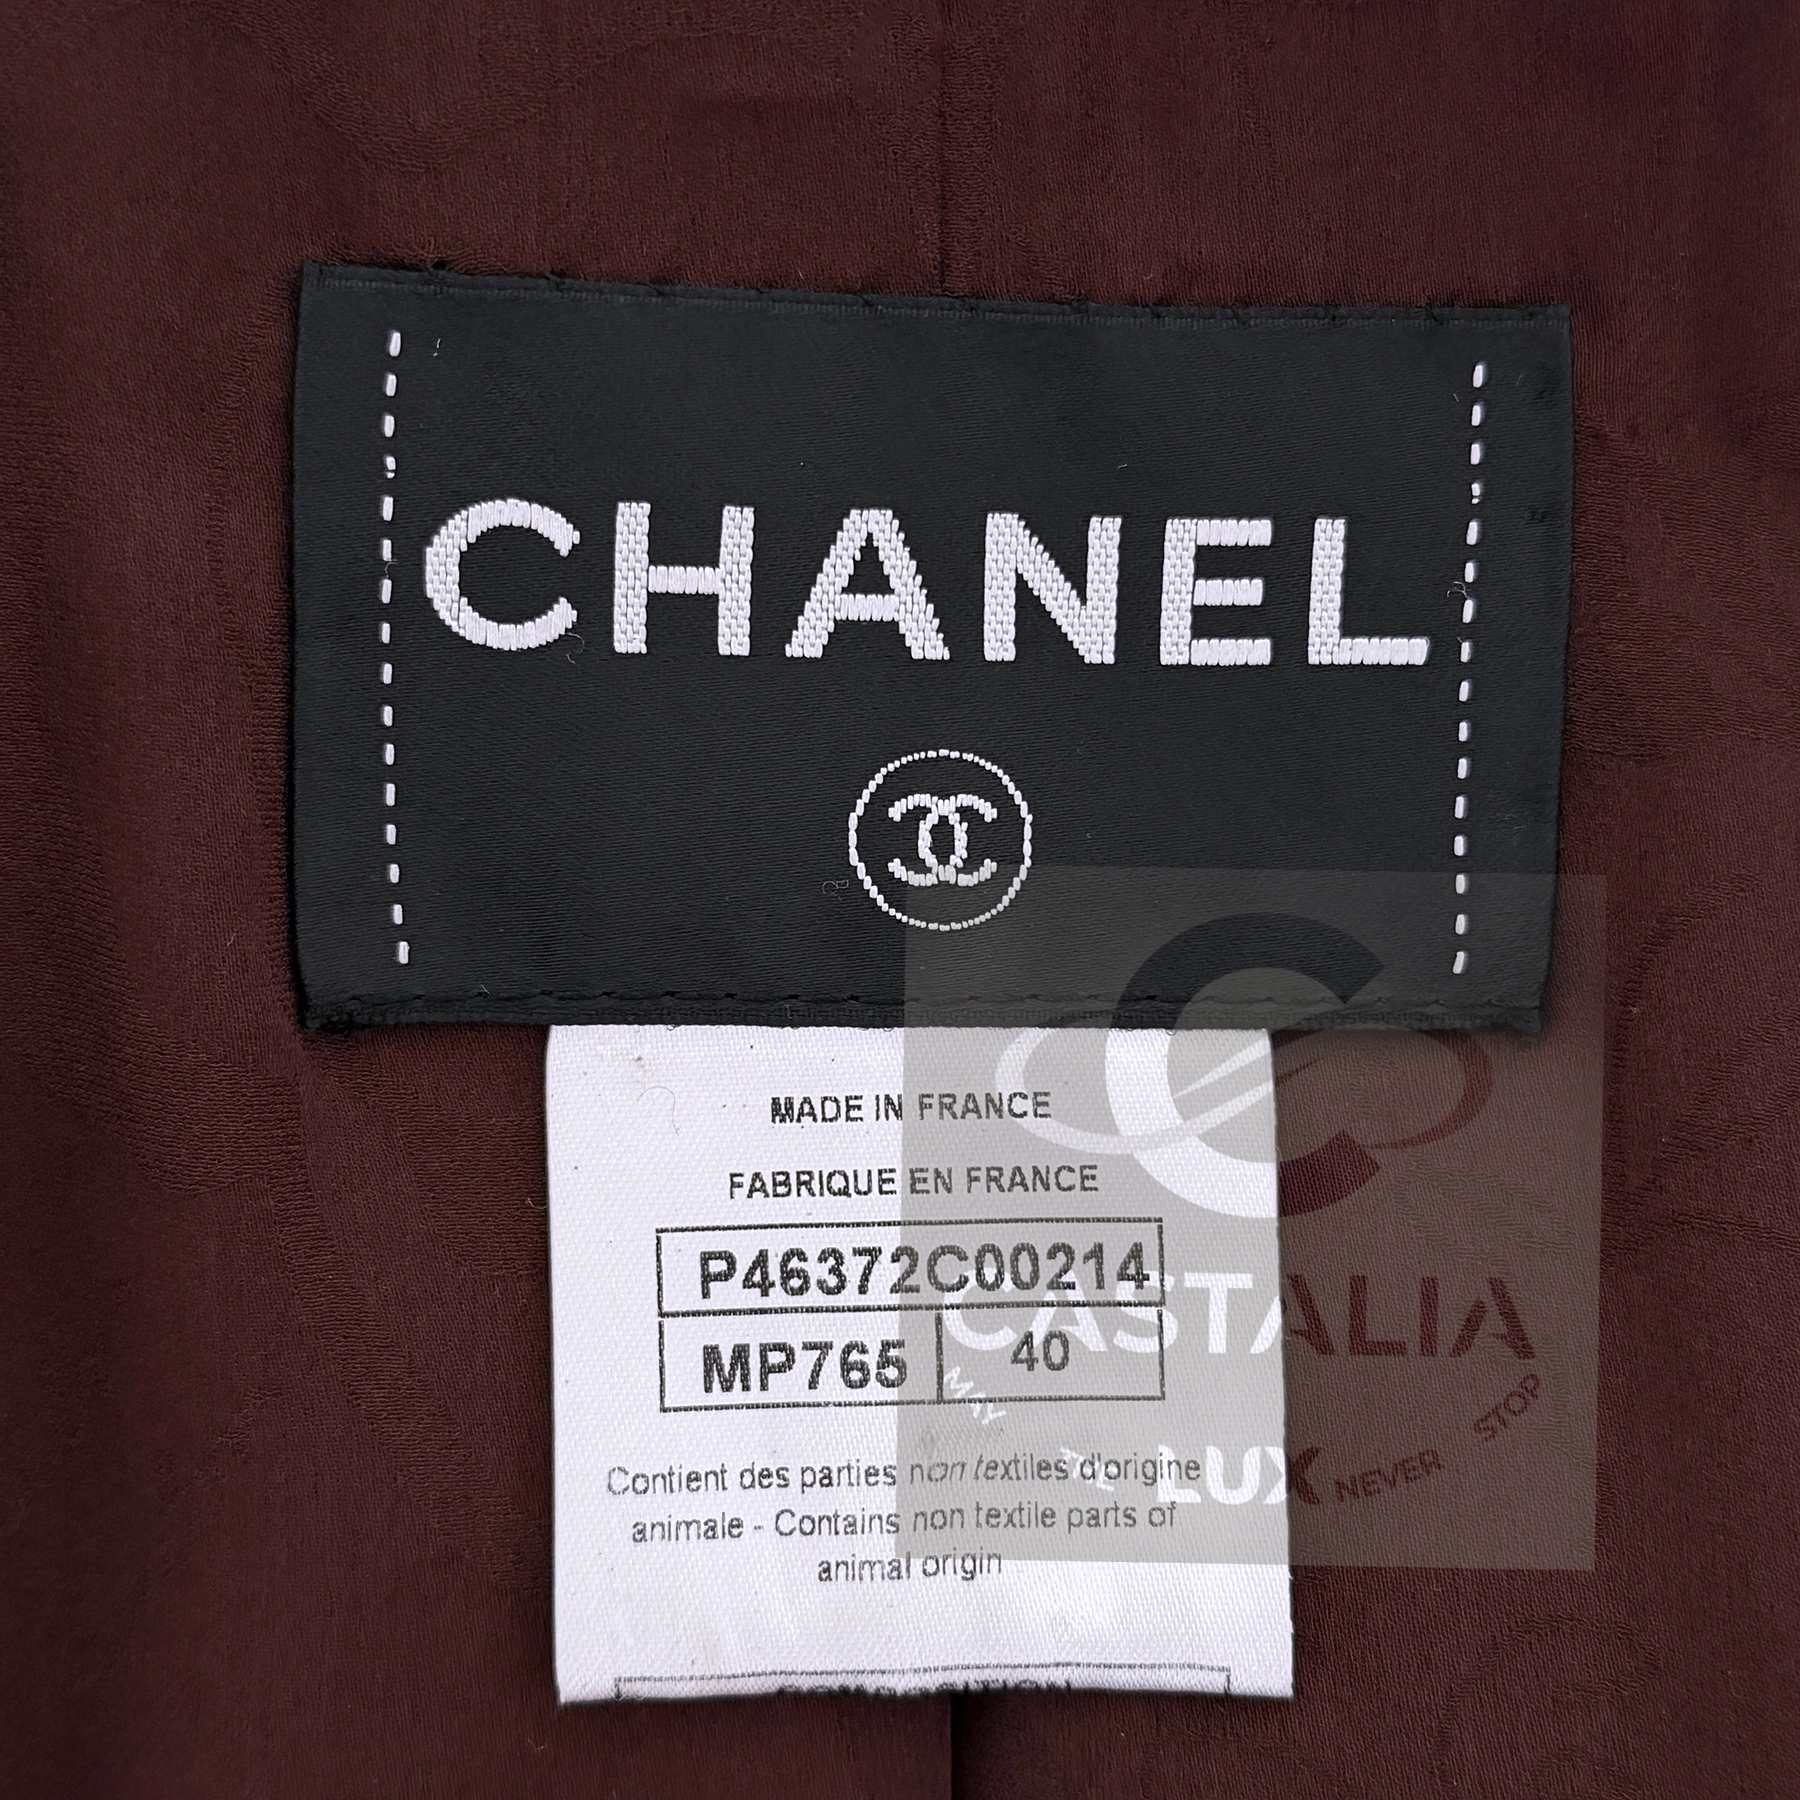 CHANEL
MADE IN FRANCE
FABRIQUE EN FRANCE
P46372C00214
MP765 40
Contient des parties non textiles d'origine
animale - Contains non textile parts of
animal origin
CASTALIA
MAY
LUX NEVER STOP